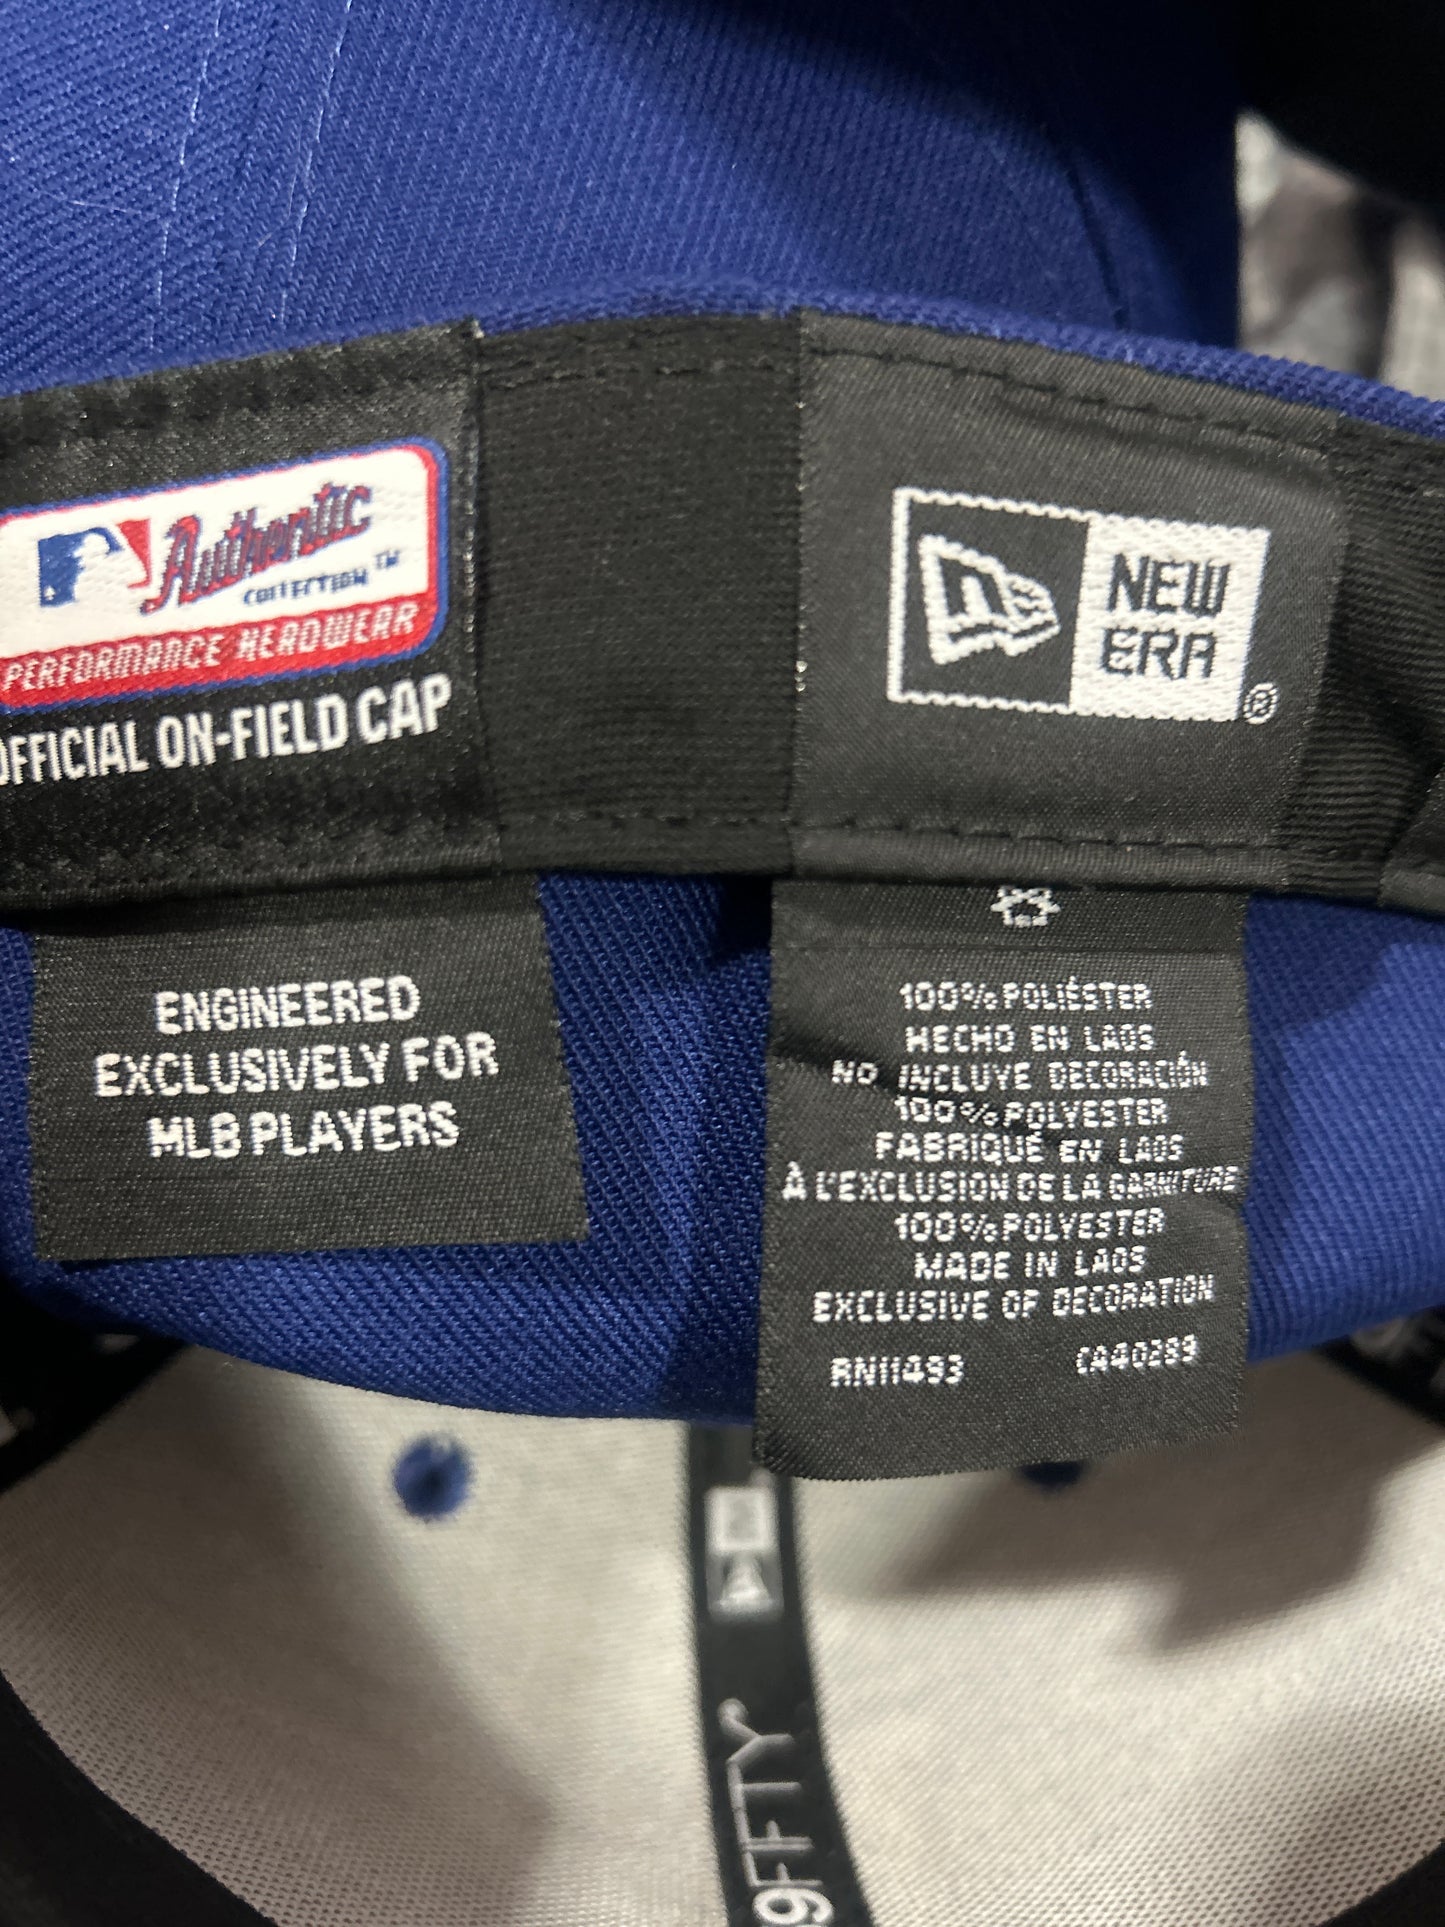 Authentic
COLLECTION™
PERFORMANCE HEADWEAR
OFFICIAL ON-FIELD CAP
NEW
ERA®
ENGINEERED
EXCLUSIVELY FOR
MLB PLAYERS
100% POLIÉSTER
HECHO EN LAOS
NO INCLUYE DECORACIÓN
100% POLYESTER
FABRIQUÉ EN LAOS
À L'EXCLUSION DE LA GARNITURE
100% POLYESTER
MADE IN LAOS
EXCLUSIVE OF DECORATION
RN11493 CA40289
9FIFTY